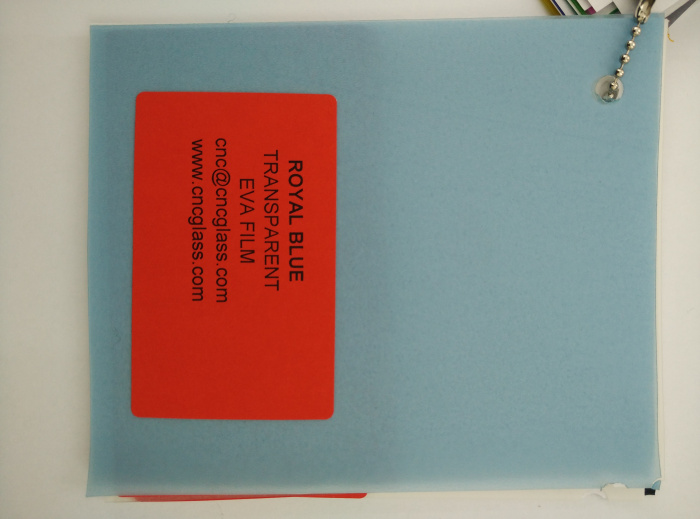 ROYAL BLUE
TRANSPARENT
EVA FILM
cnc@cncglass.com
www.cncglass.com